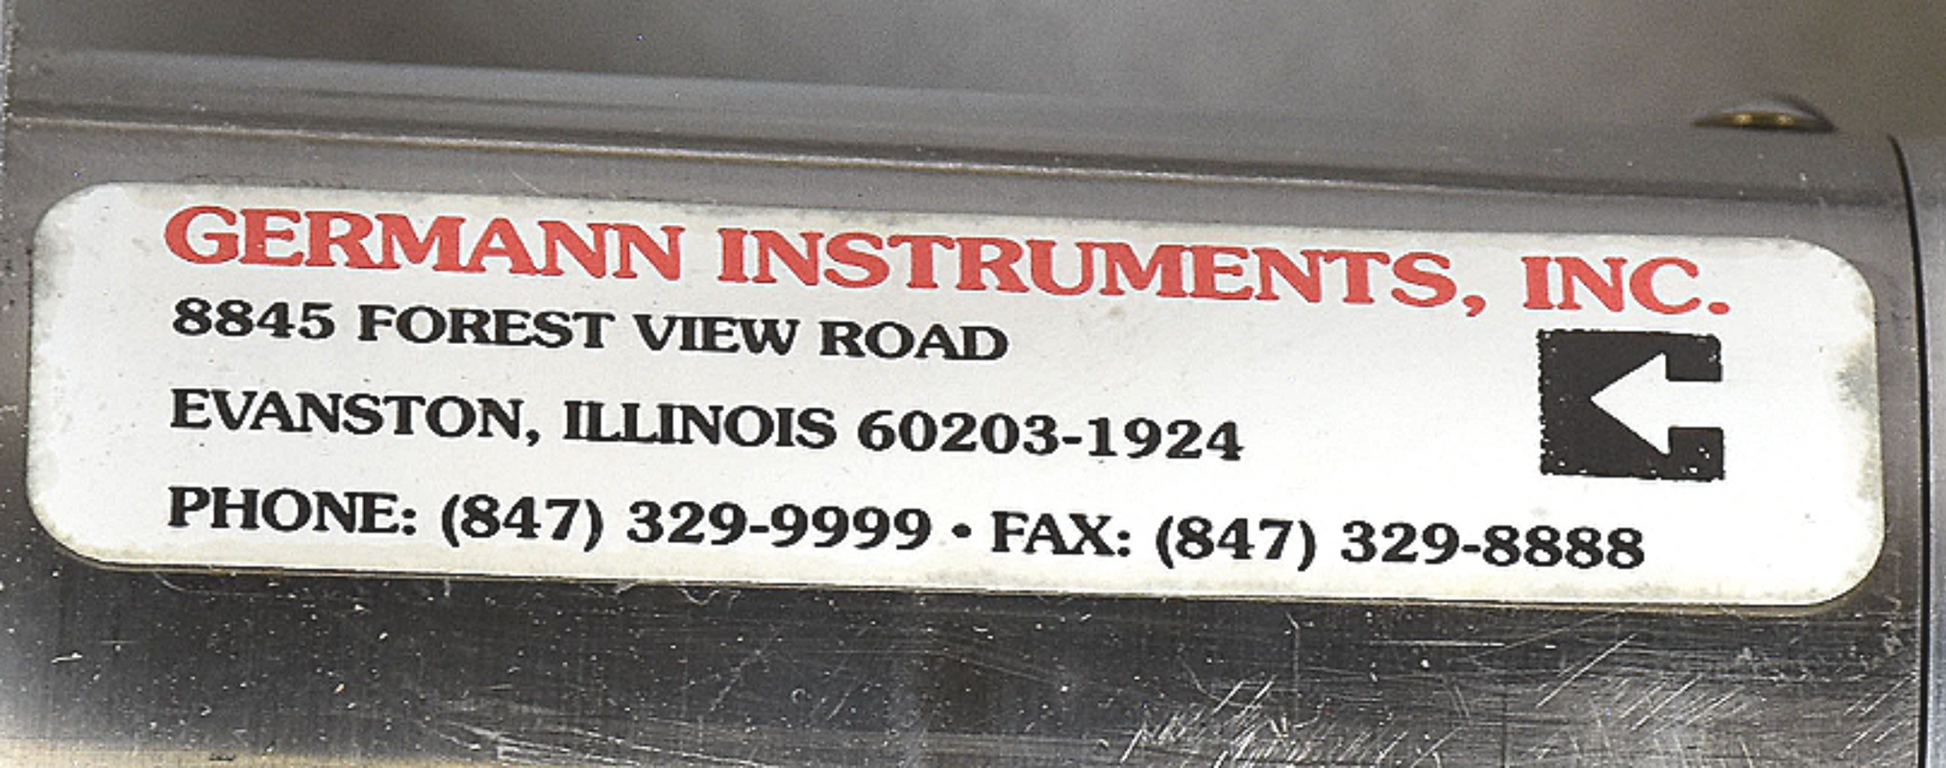 GERMANN INSTRUMENTS, INC.
8845 FOREST VIEW ROAD
EVANSTON, ILLINOIS 60203-1924
PHONE: (847) 329-9999 • FAX: (847) 329-8888